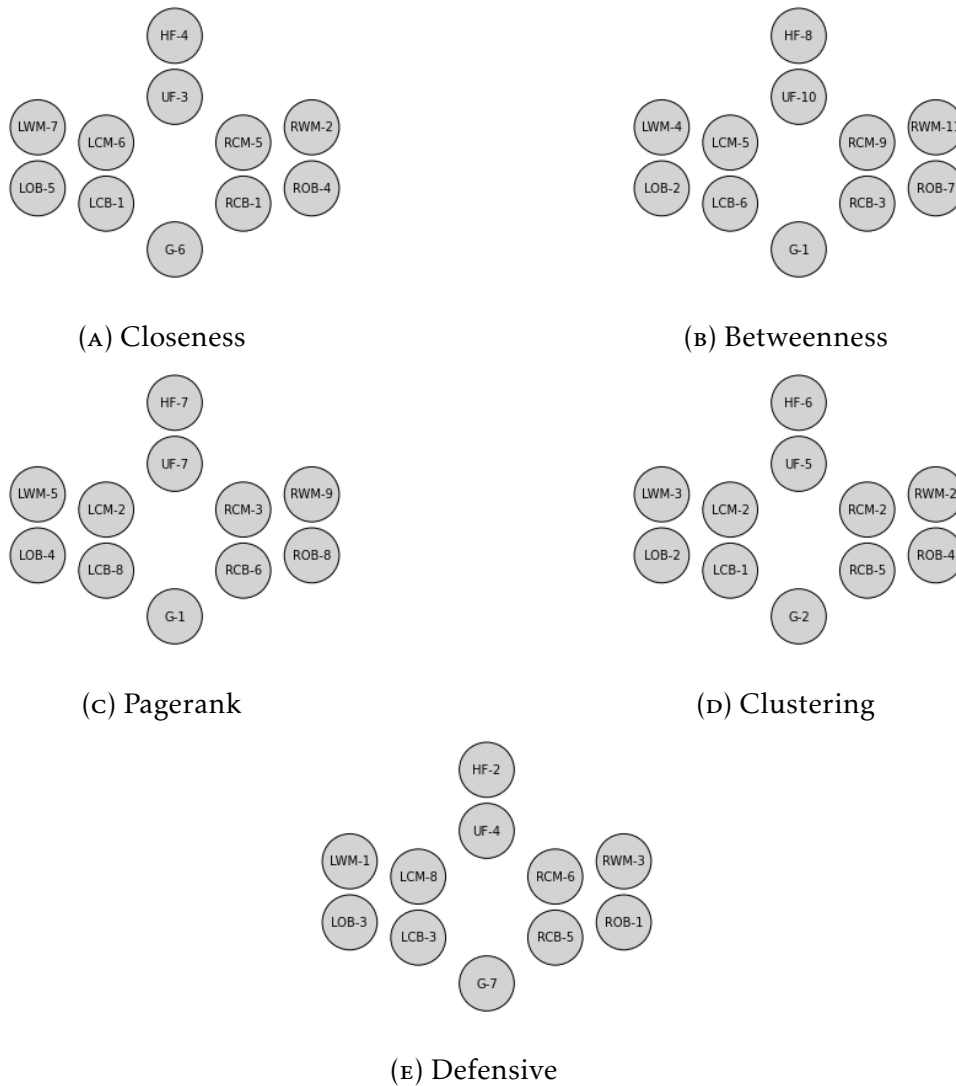 HF-4
UF-3
LWM-7 LCM-6 RCM-5 RWM-2
LOB-5 LCB-1 RCB-1 ROB-4
G-6
(A) Closeness
HF-8
UF-10
LWM-4 LCM-5 RCM-9 RWM-11
LOB-2 LCB-6 RCB-3 ROB-7
G-1
(B) Betweenness
HF-7
UF-7
LWM-5 LCM-2 RCM-3 RWM-9
LOB-4 LCB-8 RCB-6 ROB-8
G-1
(C) Pagerank
HF-6
UF-5
LWM-3 LCM-2 RCM-2 RWM-2
LOB-2 LCB-1 RCB-5 ROB-4
G-2
(D) Clustering
HF-2
UF-4
LWM-1 LCM-8 RCM-6 RWM-3
LOB-3 LCB-3 RCB-5 ROB-1
G-7
(E) Defensive